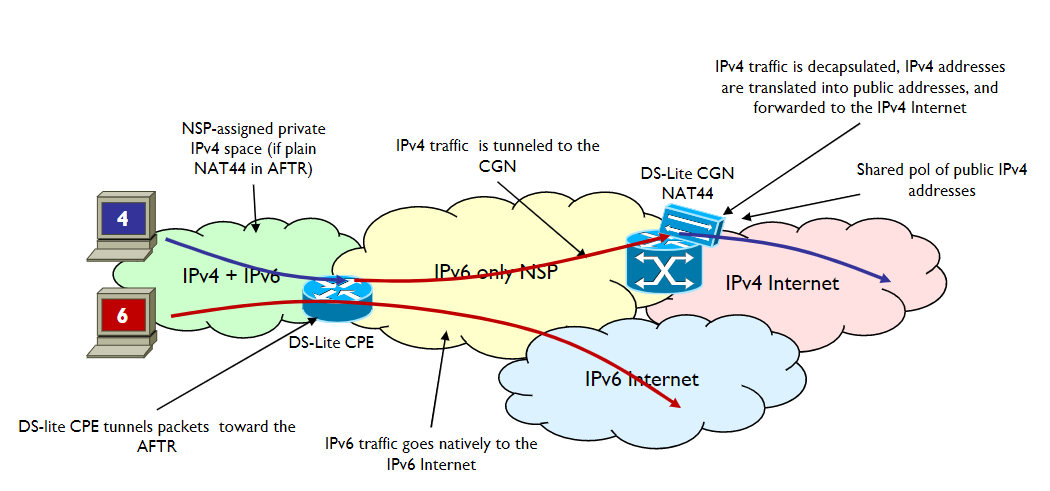 IPv4 traffic is decapsulated, IPv4 addresses
are translated into public addresses, and
forwarded to the IPv4 Internet
NSP-assigned private
IPv4 space (if plain
NAT44 in AFTR)
IPv4 traffic is tunneled to the
CGN
DS-Lite CGN
NAT44
Shared pol of public IPv4
addresses
4
IPv4 + IPv6
IPv6 only NSP
IPv4 Internet
6
DS-Lite CPE
IPv6 Internet
DS-lite CPE tunnels packets toward the
AFTR
IPv6 traffic goes natively to the
IPv6 Internet